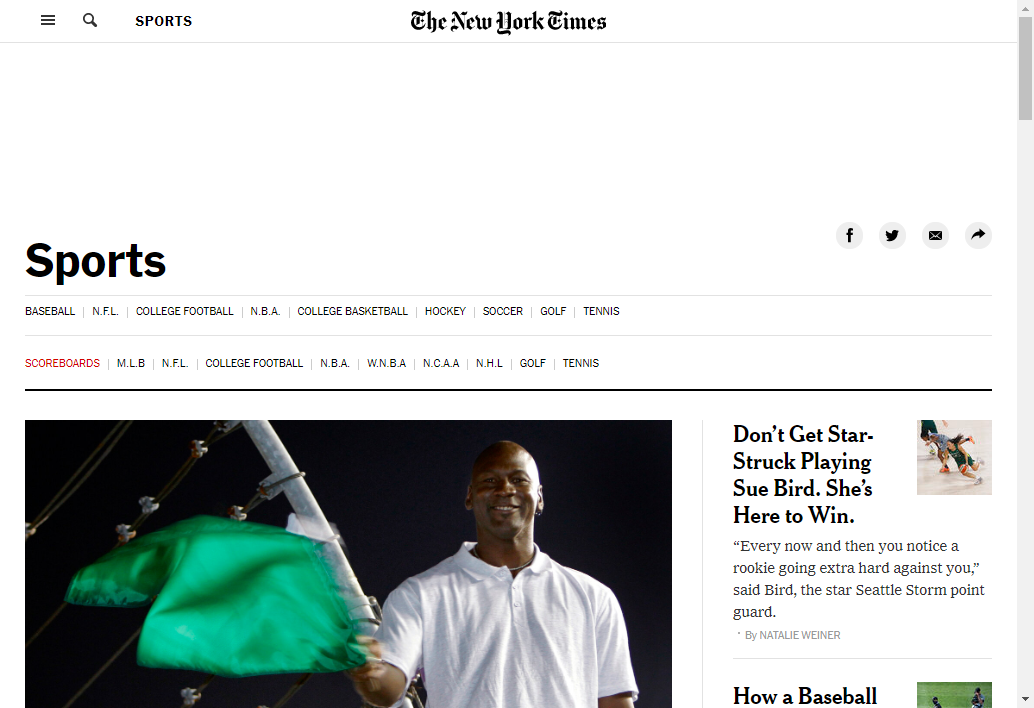 SPORTS
The New York Times
Sports
BASEBALL | N.F.L. | COLLEGE FOOTBALL | N.B.A. | COLLEGE BASKETBALL | HOCKEY | SOCCER | GOLF | TENNIS
SCOREBOARDS | M.L.B | N.F.L. | COLLEGE FOOTBALL | N.B.A. | W.N.B.A | N.C.A.A | N.H.L | GOLF | TENNIS
Don’t Get Star-
Struck Playing
Sue Bird. She’s
Here to Win.
“Every now and then you notice a
rookie going extra hard against you,”
said Bird, the star Seattle Storm point
guard.
· By NATALIE WEINER
How a Baseball